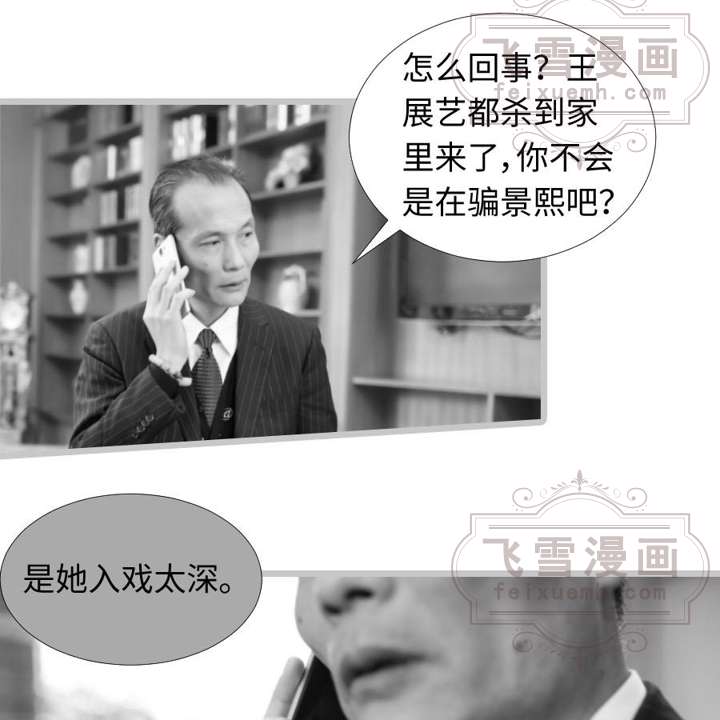 飞雪漫画
feixuemh.com
怎么回事？王
展艺都杀到家
里来了，你不会
是在骗景熙吧？
飞雪漫画
feixuemh.com
是她入戏太深。